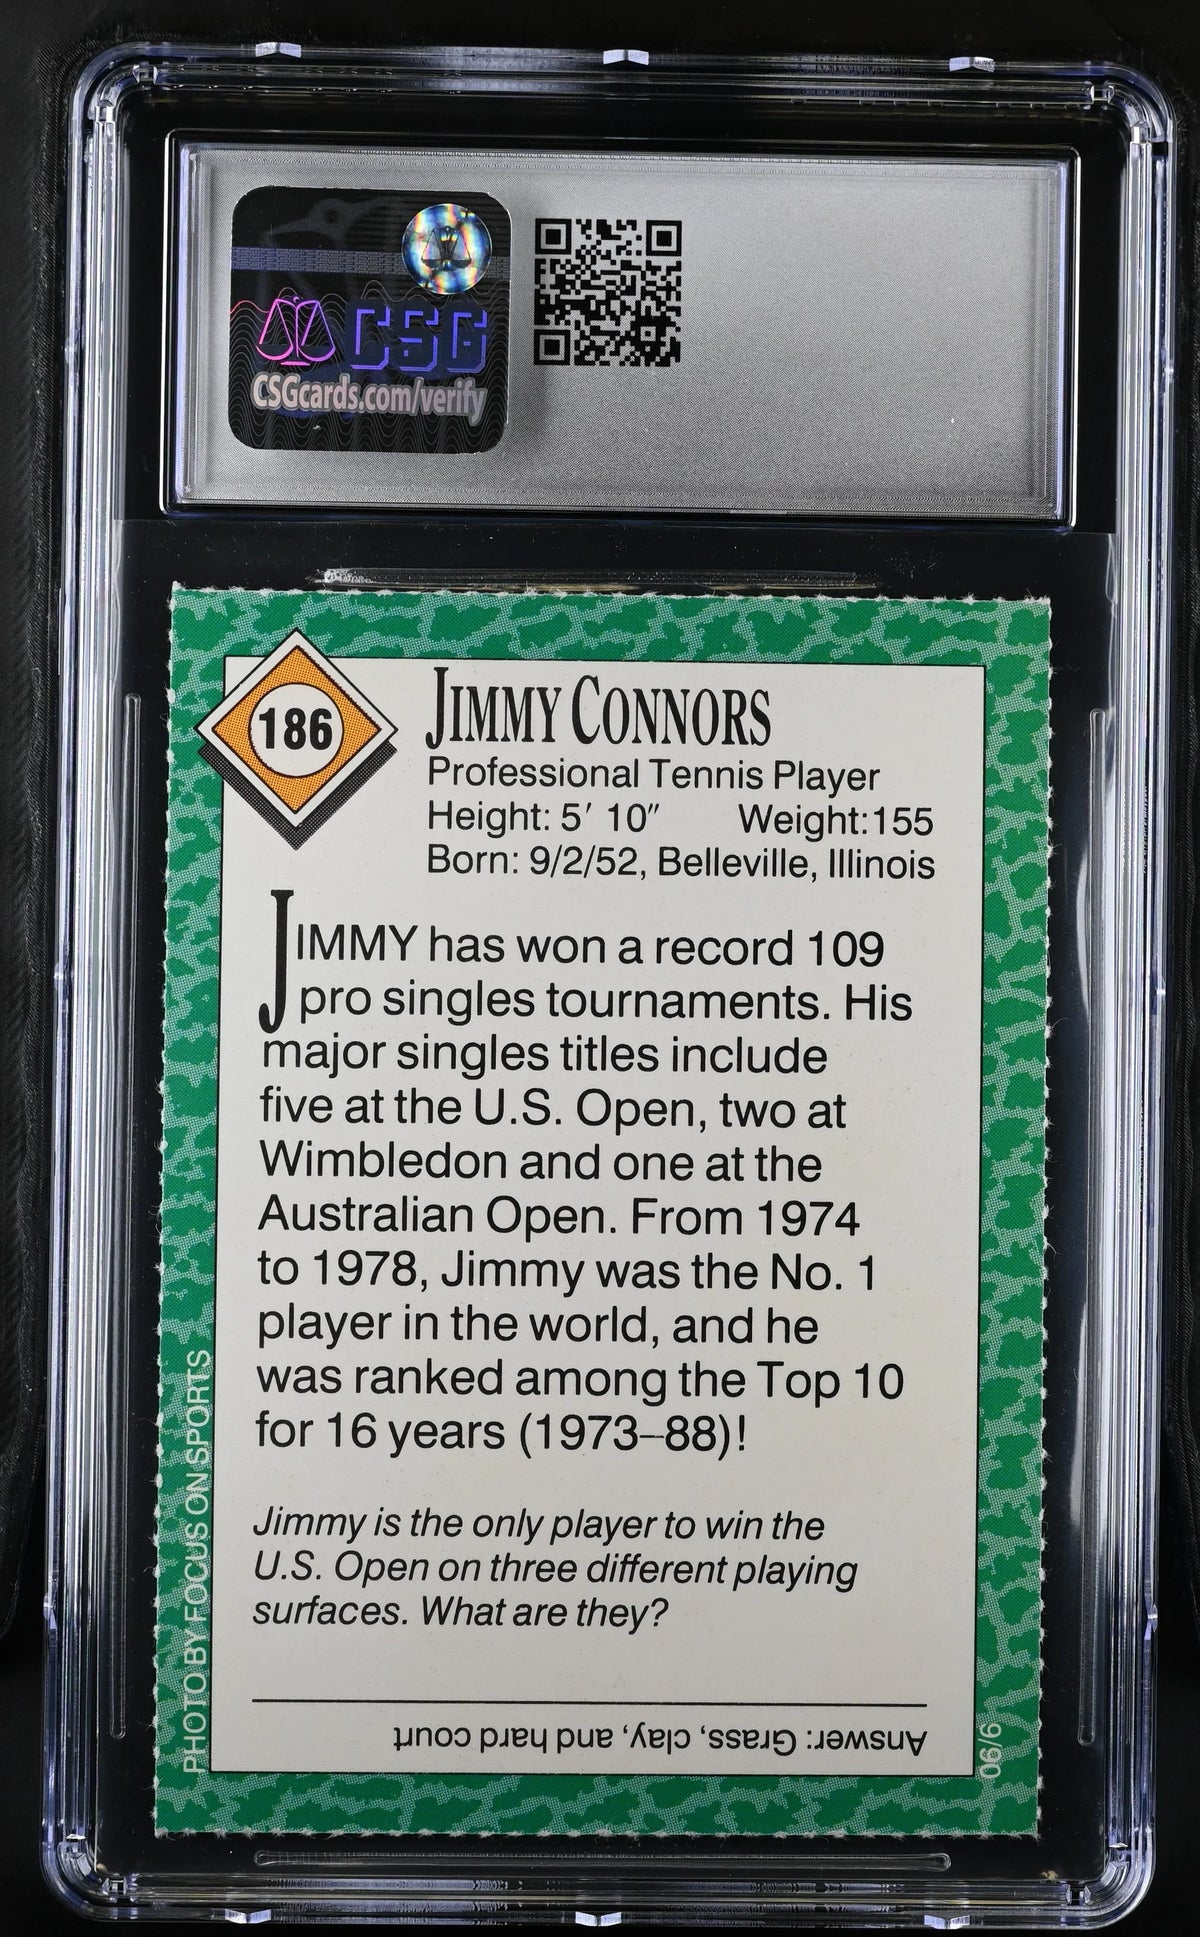 CSG
CSGcards.com/verify
186
JIMMY CONNORS
Professional Tennis Player
Height: 5' 10" Weight:155
Born: 9/2/52, Belleville, Illinois
JIMMY has won a record 109
pro singles tournaments. His
major singles titles include
five at the U.S. Open, two at
Wimbledon and one at the
Australian Open. From 1974
to 1978, Jimmy was the No. 1
player in the world, and he
was ranked among the Top 10
for 16 years (1973–88)!
Jimmy is the only player to win the
U.S. Open on three different playing
surfaces. What are they?
Answer: Grass, clay, and hard court
PHOTO BY FOCUS ON SPORTS
9/90